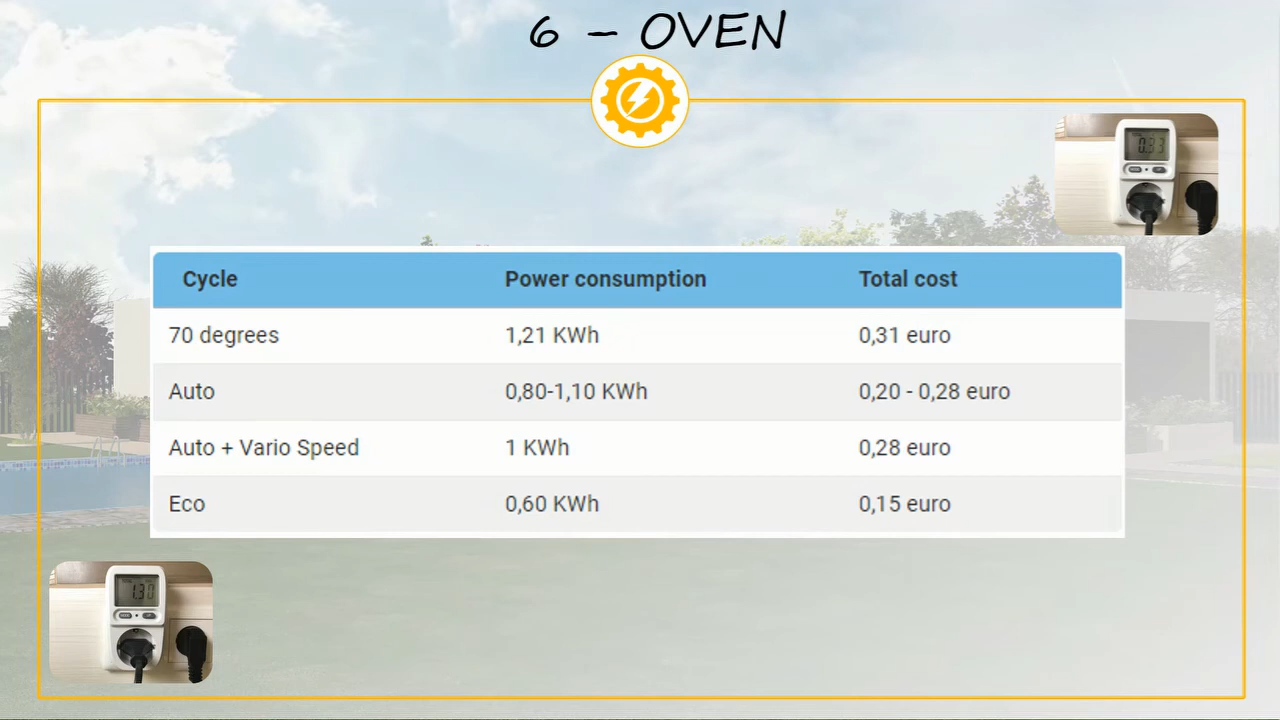 6 - OVEN
Cycle Power consumption Total cost
70 degrees 1,21 KWh 0,31 euro
Auto 0,80-1,10 KWh 0,20 - 0,28 euro
Auto + Vario Speed 1 KWh 0,28 euro
Eco 0,60 KWh 0,15 euro
1.30